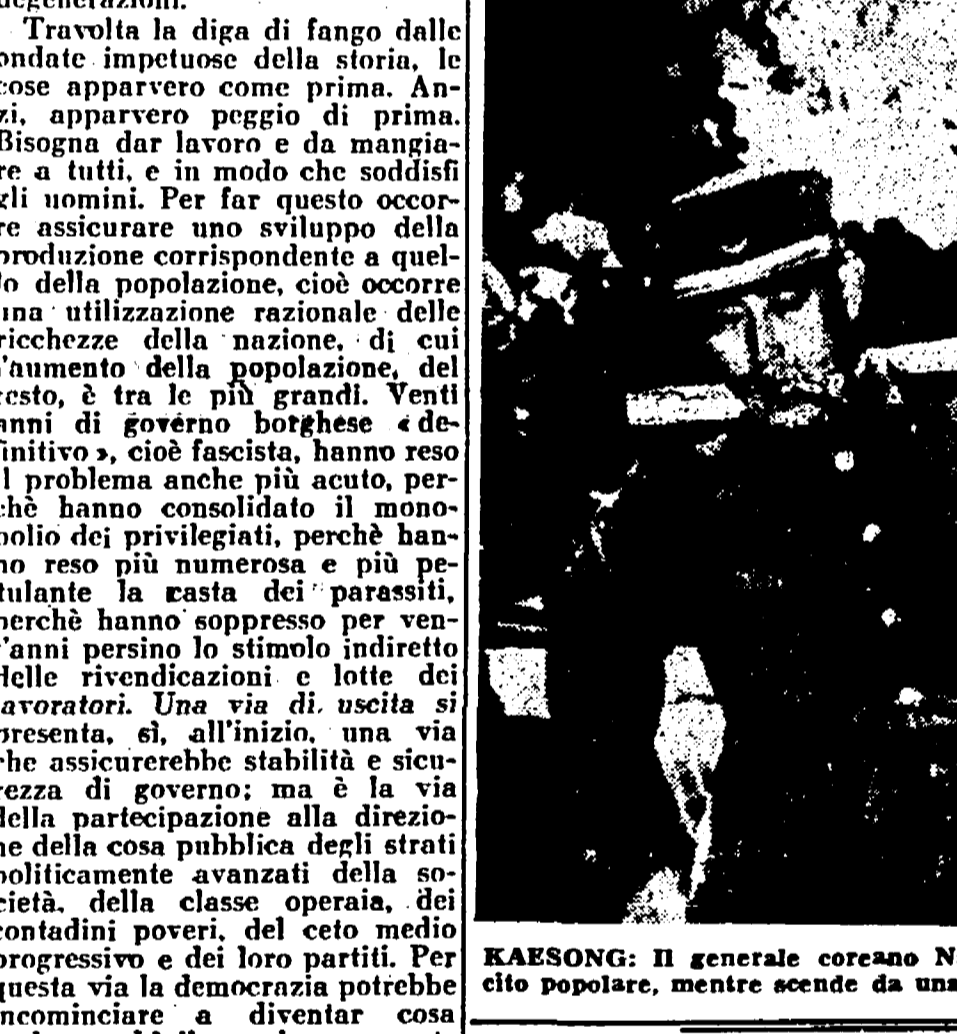 degenerazioni.
Travolta la diga di fango dalle
ondate impetuose della storia, le
cose apparvero come prima. An-
zi, apparvero peggio di prima.
Bisogna dar lavoro e da mangia-
re a tutti, e in modo che soddisfi
gli uomini. Per far questo occor-
re assicurare uno sviluppo della
produzione corrispondente a quel-
lo della popolazione, cioè occorre
una utilizzazione razionale delle
ricchezze della nazione, di cui
l'aumento della popolazione, del
resto, è tra le più grandi. Venti
anni di governo borghese « de-
finitivo », cioè fascista, hanno reso
il problema anche più acuto, per-
chè hanno consolidato il mono-
polio dei privilegiati, perchè han-
no reso più numerosa e più pe-
tulante la casta dei parassiti,
perchè hanno soppresso per ven-
t'anni persino lo stimolo indiretto
delle rivendicazioni e lotte dei
lavoratori. Una via di uscita si
presenta, sì, all'inizio, una via
che assicurerebbe stabilità e sicu-
rezza di governo; ma è la via
della partecipazione alla direzio-
ne della cosa pubblica degli strati
politicamente avanzati della so-
cietà, della classe operaia, dei
contadini poveri, del ceto medio
progressivo e dei loro partiti. Per
questa via la democrazia potrebbe
incominciare a diventar cosa
KAESONG: Il generale coreano N
cito popolare, mentre scende da una